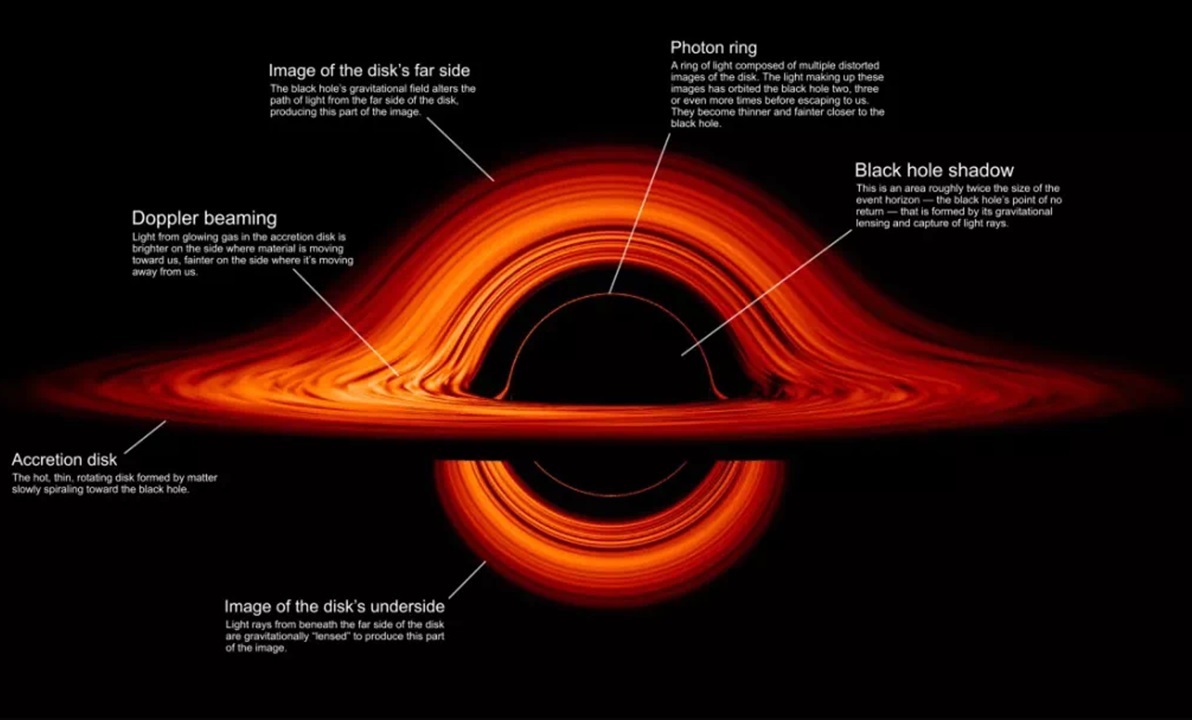 Photon ring
A ring of light composed of multiple distorted
images of the disk. The light making up these
images has orbited the black hole two, three
or even more times before escaping to us.
They become thinner and fainter closer to the
black hole.
Image of the disk's far side
The black hole's gravitational field alters the
path of light from the far side of the disk,
producing this part of the image.
Black hole shadow
This is an area roughly twice the size of the
event horizon — the black hole's point of no
return — that is formed by its gravitational
lensing and capture of light rays.
Doppler beaming
Light from glowing gas in the accretion disk is
brighter on the side where material is moving
toward us, fainter on the side where it's moving
away from us.
Accretion disk
The hot, thin, rotating disk formed by matter
slowly spiraling toward the black hole.
Image of the disk's underside
Light rays from beneath the far side of the disk
are gravitationally “lensed” to produce this part
of the image.